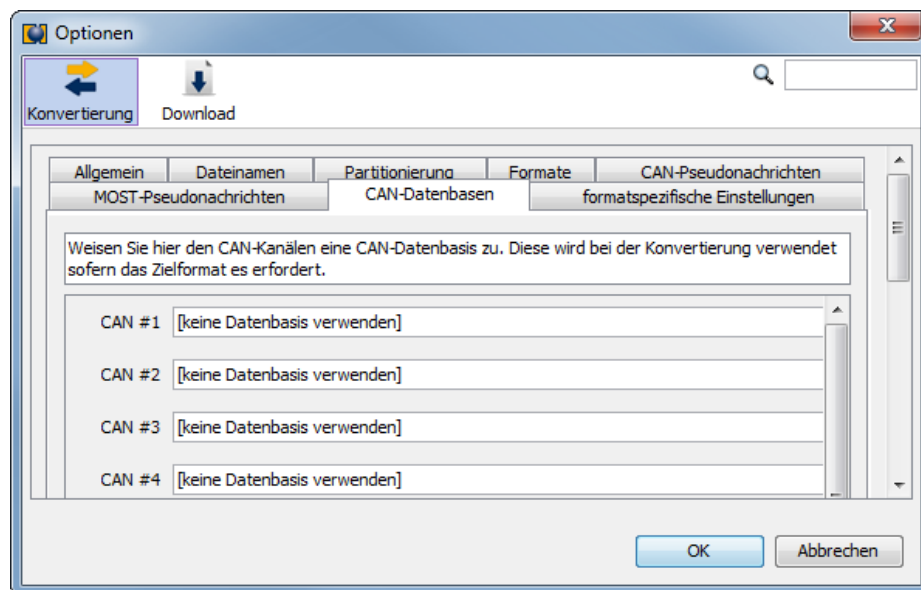 Optionen
Konvertierung
Download
Allgemein Dateinamen Partitionierung Formate CAN-Pseudonachrichten
MOST-Pseudonachrichten CAN-Datenbasen formatspezifische Einstellungen
Weisen Sie hier den CAN-Kanälen eine CAN-Datenbasis zu. Diese wird bei der Konvertierung verwendet
sofern das Zielformat es erfordert.
CAN #1 [keine Datenbasis verwenden]
CAN #2 [keine Datenbasis verwenden]
CAN #3 [keine Datenbasis verwenden]
CAN #4 [keine Datenbasis verwenden]
OK Abbrechen